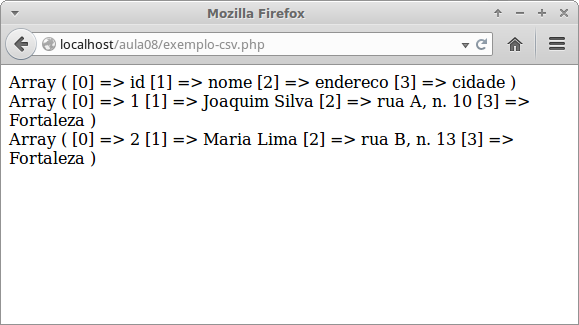 Mozilla Firefox
localhost/aula08/exemplo-csv.php
Array ( [0] => id [1] => nome [2] => endereco [3] => cidade )
Array ( [0] => 1 [1] => Joaquim Silva [2] => rua A, n. 10 [3] =>
Fortaleza )
Array ( [0] => 2 [1] => Maria Lima [2] => rua B, n. 13 [3] =>
Fortaleza )